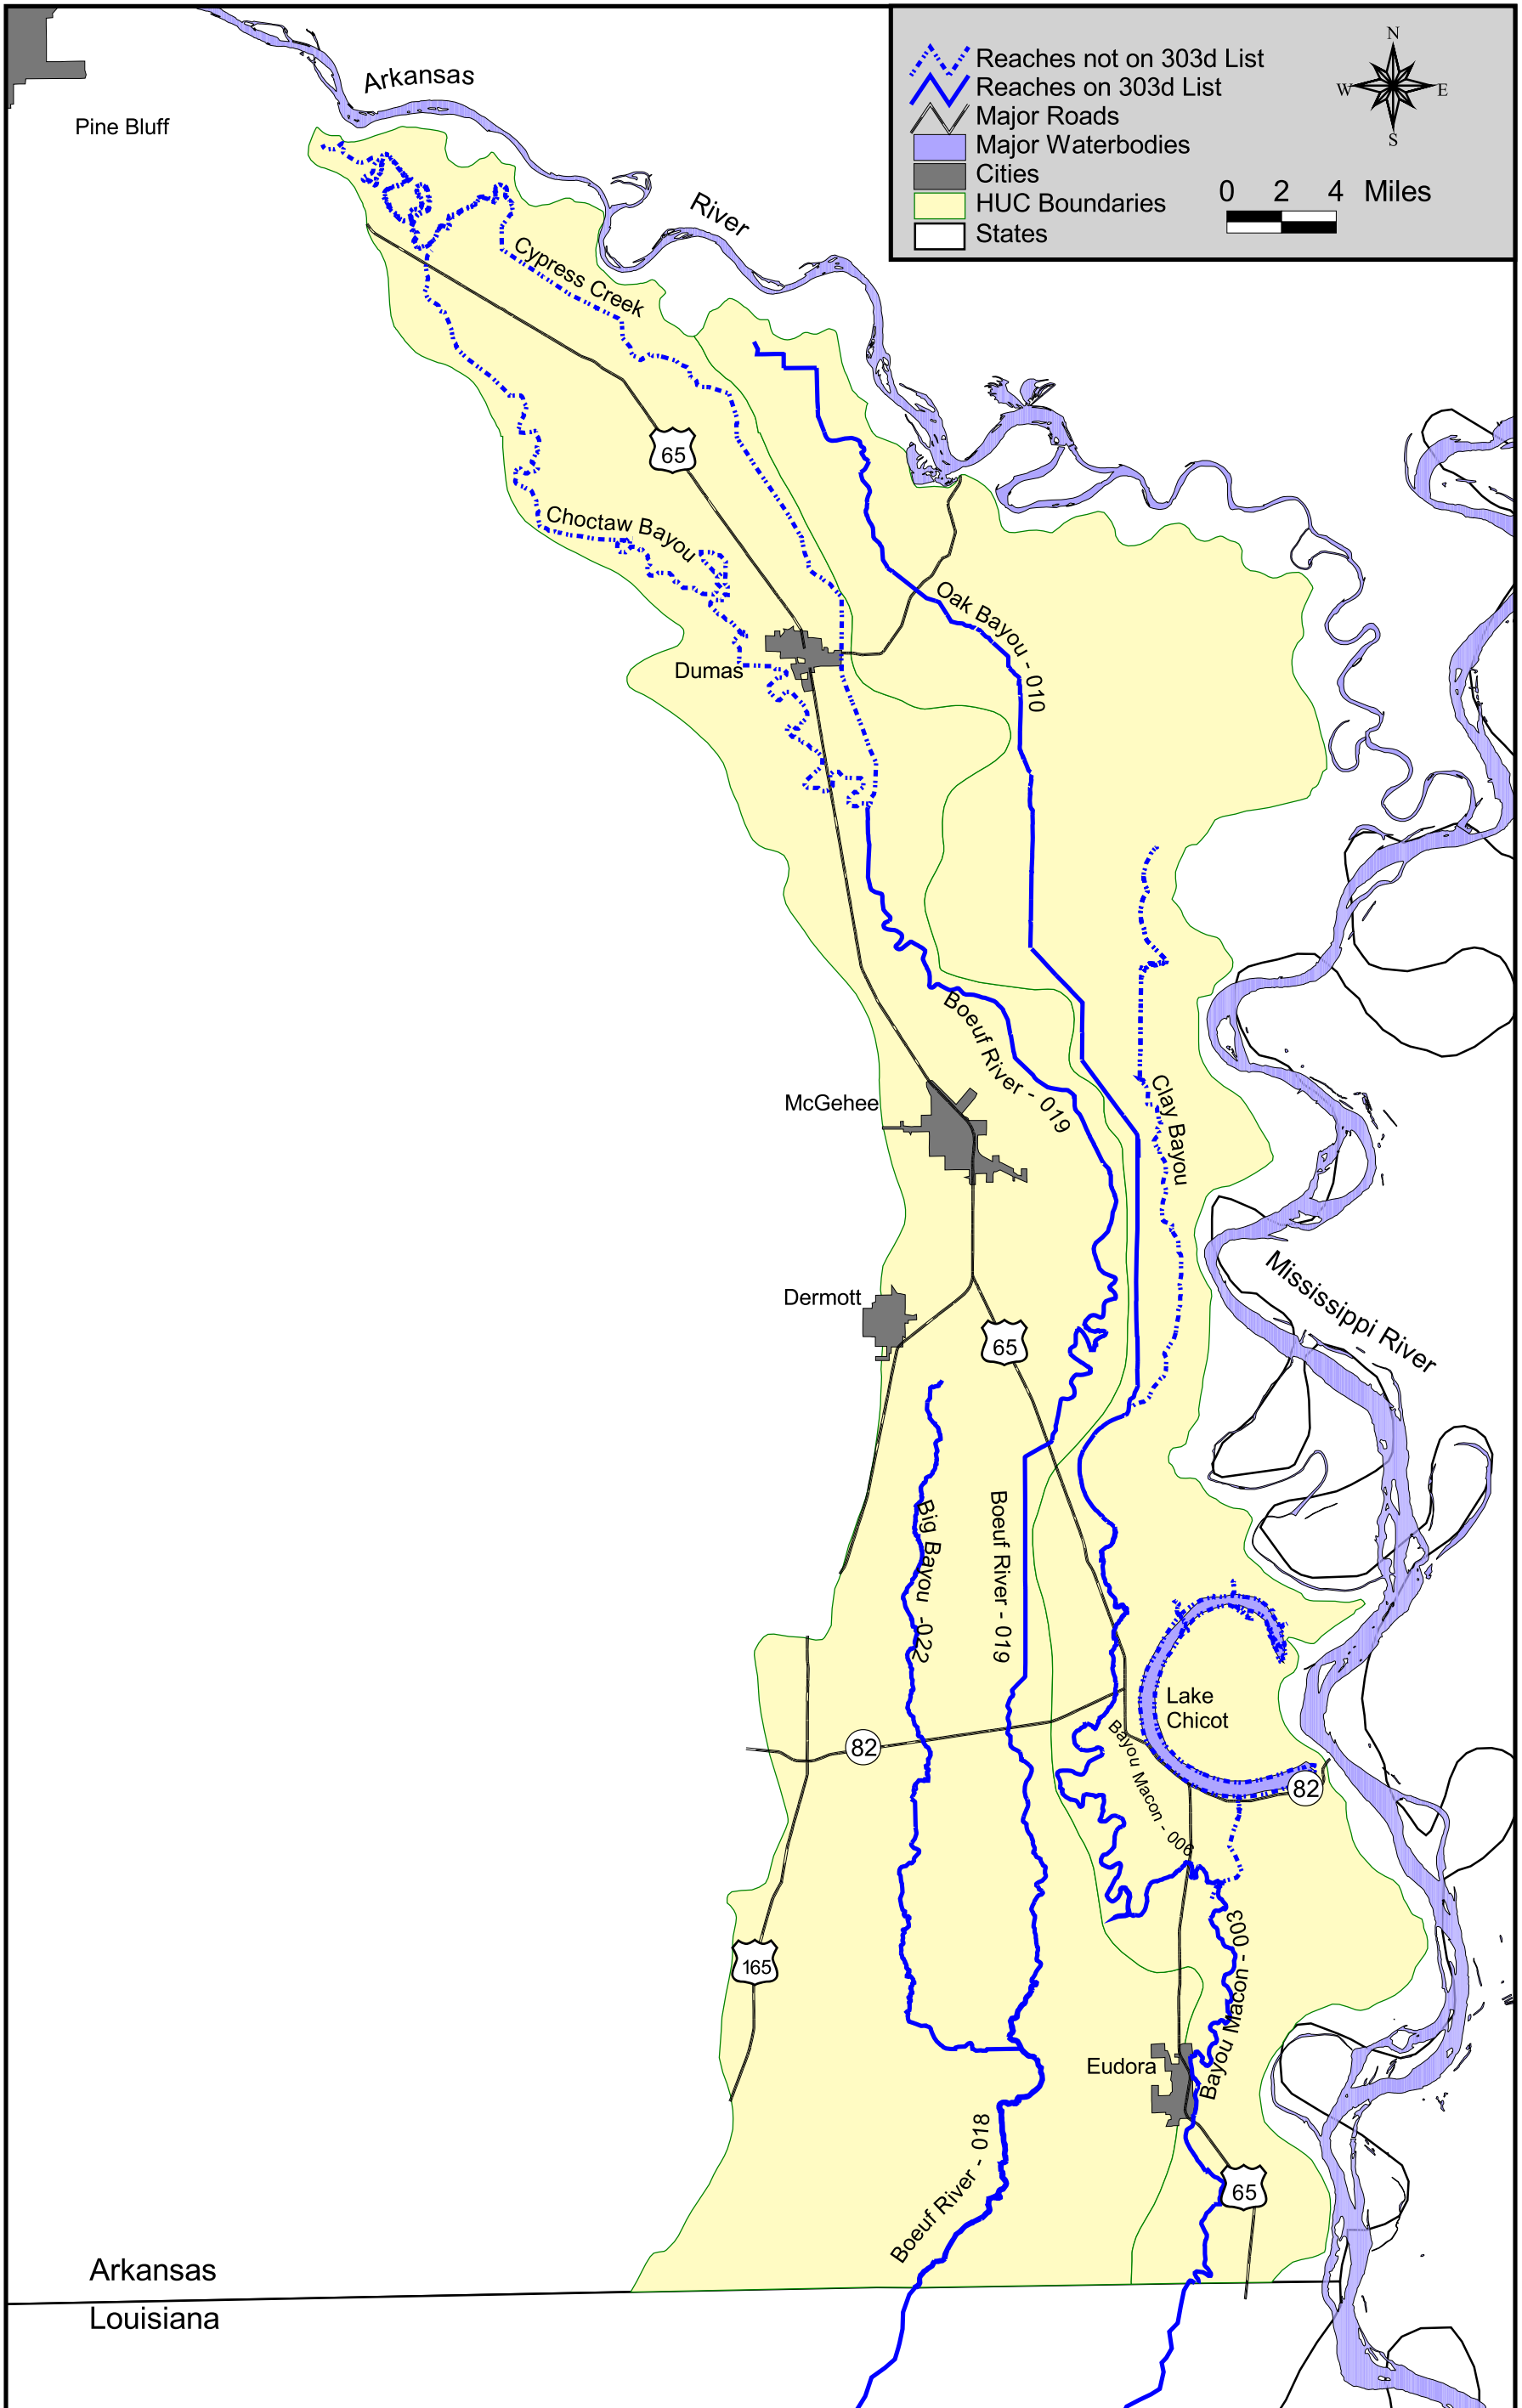 Reaches not on 303d List
Reaches on 303d List
Major Roads
Major Waterbodies
Cities
HUC Boundaries
States
N
W
E
S
0 2 4 Miles
Arkansas
River
Pine Bluff
Cypress Creek
65
Choctaw Bayou
Oak Bayou - 010
Dumas
Boeuf River - 019
McGehee
Clay Bayou
Dermott
65
Mississippi River
Big Bayou -022
Boeuf River - 019
Lake
Chicot
82
Bayou Macon - 006
82
165
Bayou Macon - 003
Eudora
Boeuf River - 018
65
Arkansas
Louisiana